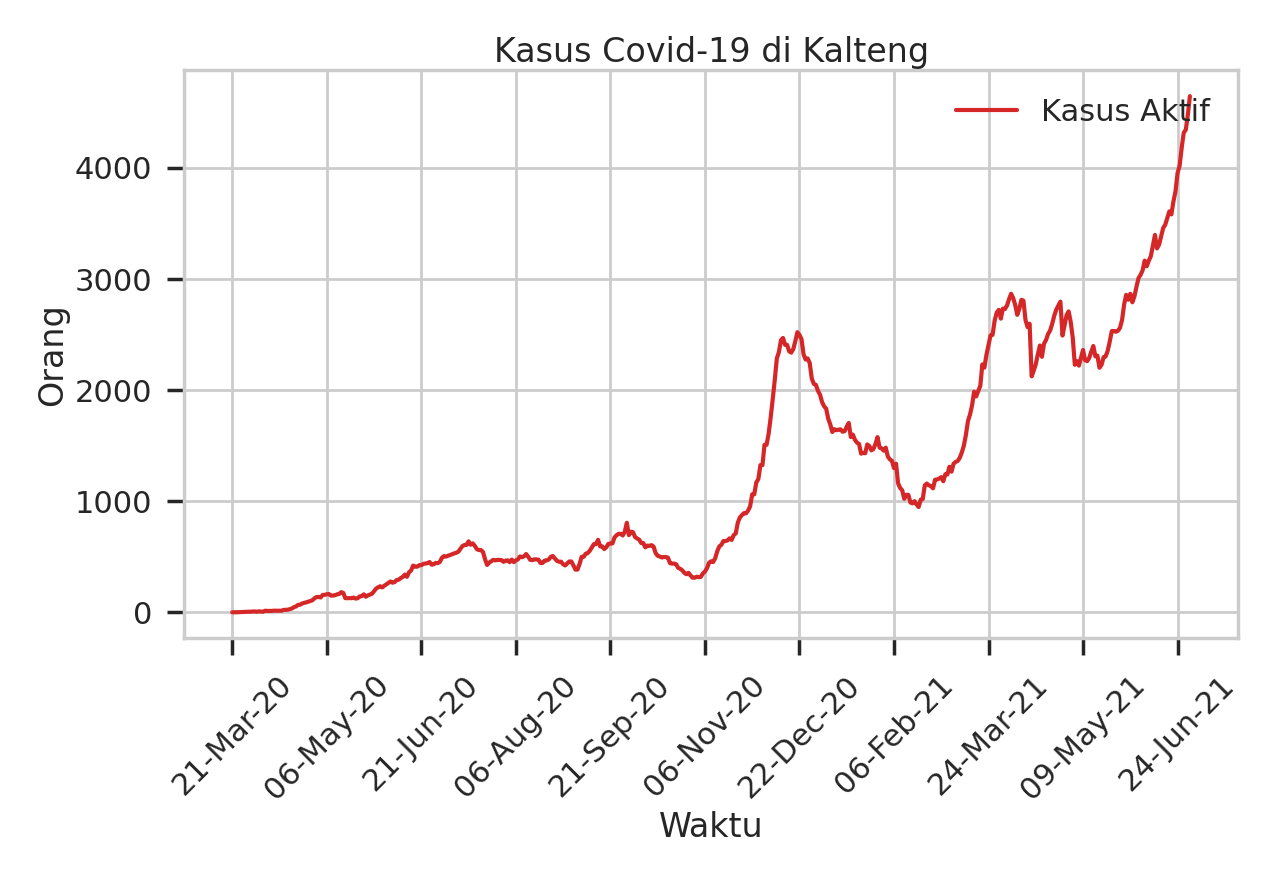 Kasus Covid-19 di Kalteng
Kasus Aktif
Orang
4000
3000
2000
1000
0
21-Mar-20
06-May-20
21-Jun-20
06-Aug-20
21-Sep-20
06-Nov-20
22-Dec-20
06-Feb-21
24-Mar-21
09-May-21
24-Jun-21
Waktu